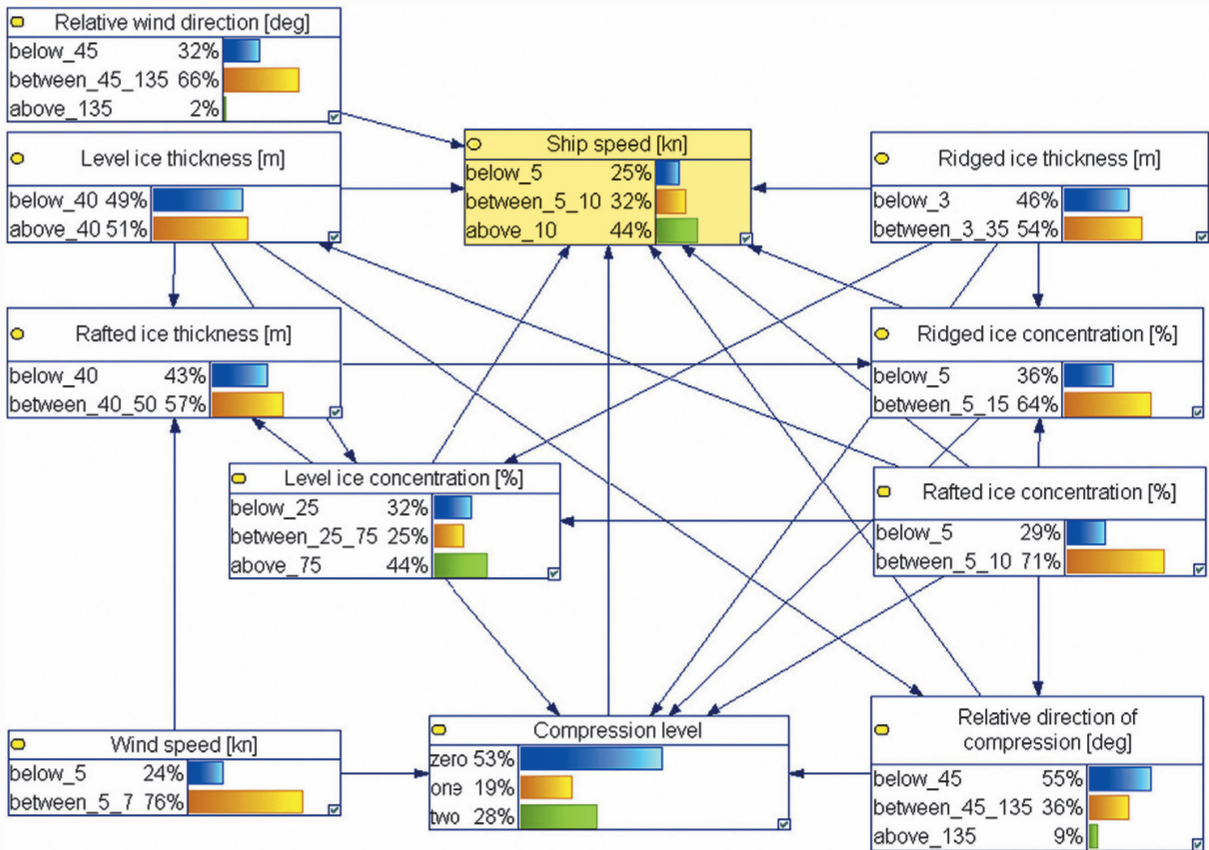 Relative wind direction [deg]
below_45 32%
between_45_135 66%
above_135 2%
Level ice thickness [m]
below_40 49%
above_40 51%
Ship speed [kn]
below_5 25%
between_5_10 32%
above_10 44%
Ridged ice thickness [m]
below_3 46%
between_3_35 54%
Rafted ice thickness [m]
below_40 43%
between_40_50 57%
Ridged ice concentration [%]
below_5 36%
between_5_15 64%
Level ice concentration [%]
below_25 32%
between_25_75 25%
above_75 44%
Rafted ice concentration [%]
below_5 29%
between_5_10 71%
Wind speed [kn]
below_5 24%
between_5_7 76%
Compression level
zero 53%
one 19%
two 28%
Relative direction of
compression [deg]
below_45 55%
between_45_135 36%
above_135 9%